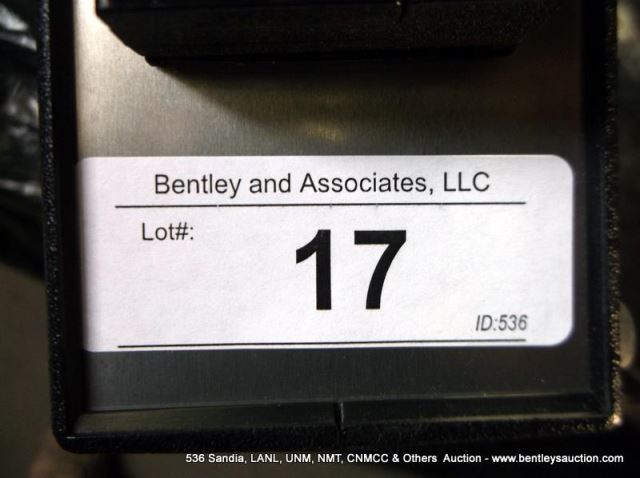 Bentley and Associates, LLC
Lot#:
17
ID:536
536 Sandia, LANL, UNM, NMT, CNMCC & Others  Auction - www.bentleysauction.com